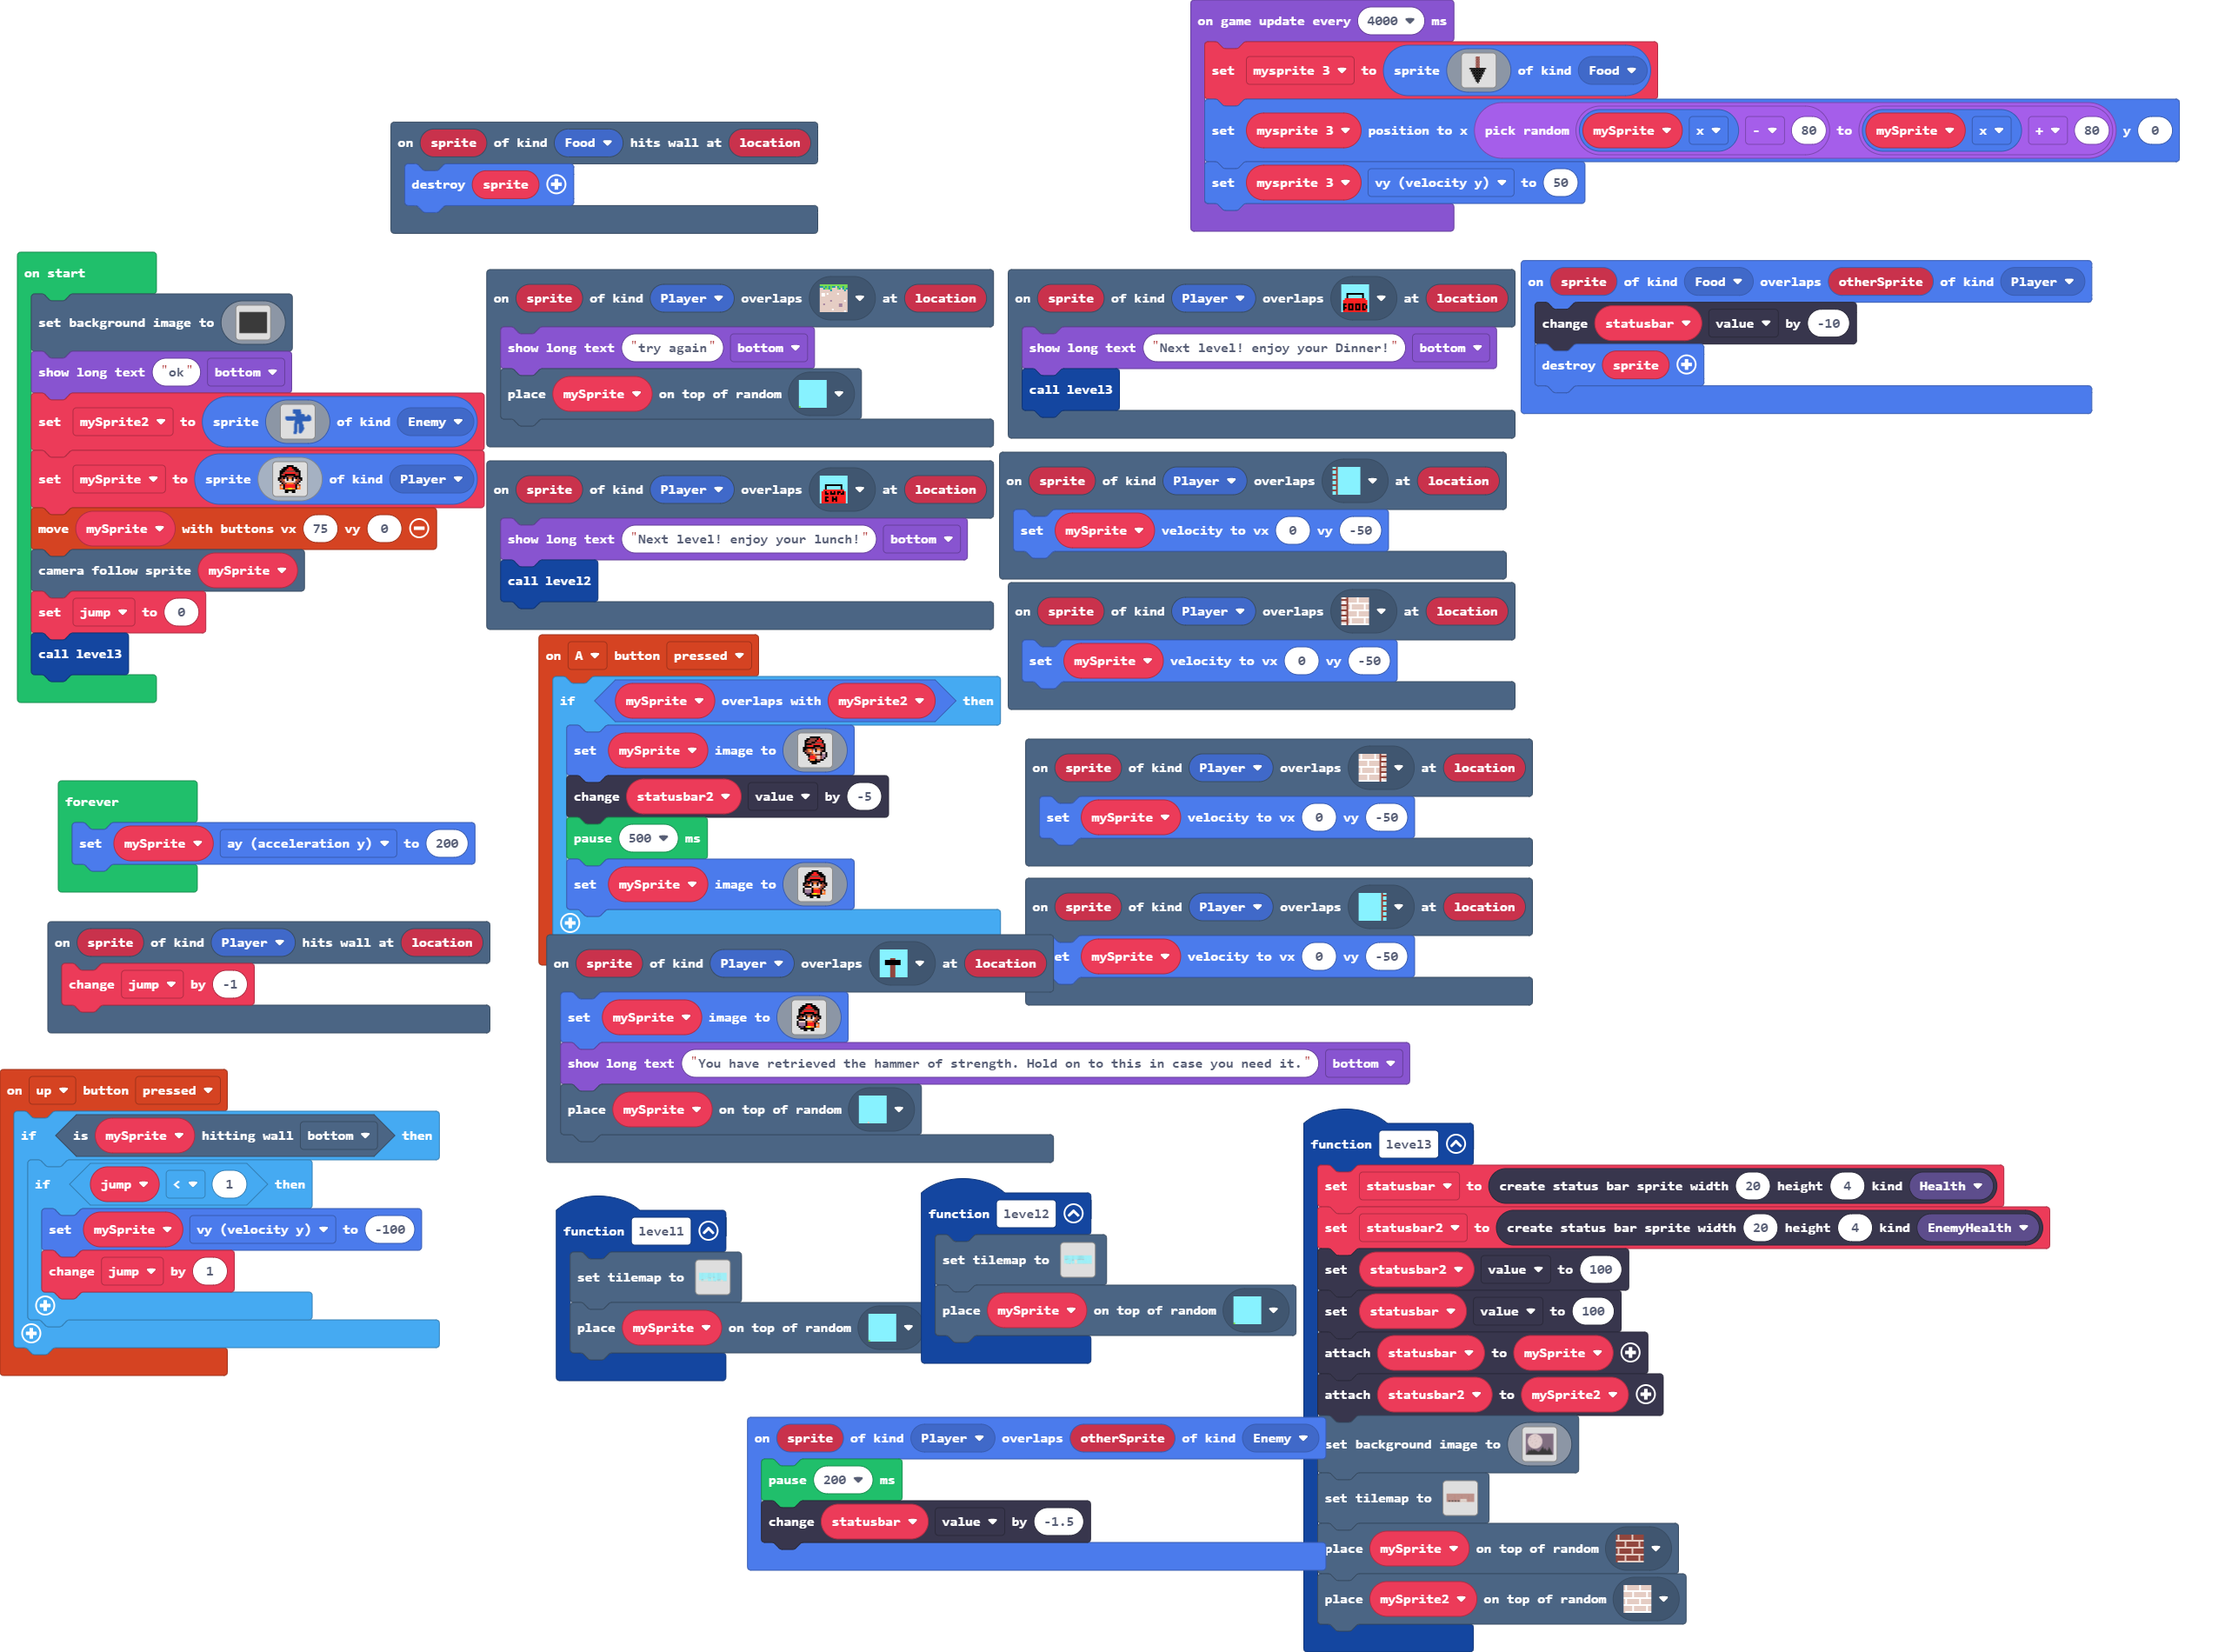 on game update every 4000 ms
set mysprite 3 to sprite of kind Food
set mysprite 3 position to x pick random mySprite x - 80 to mySprite x + 80 y 0
set mysprite 3 vy (velocity y) to 50
on sprite of kind Food hits wall at location
destroy sprite
on start
set background image to
show long text "ok" bottom
set mySprite2 to sprite of kind Enemy
set mySprite to sprite of kind Player
move mySprite with buttons vx 75 vy 0
camera follow sprite mySprite
set jump to 0
call level3
on sprite of kind Player overlaps at location
show long text "try again" bottom
place mySprite on top of random
on sprite of kind Player overlaps FOOD at location
show long text "Next level! enjoy your Dinner!" bottom
call level3
on sprite of kind Food overlaps otherSprite of kind Player
change statusbar value by -10
destroy sprite
on sprite of kind Player overlaps at location
show long text "Next level! enjoy your lunch!" bottom
call level2
on sprite of kind Player overlaps at location
set mySprite velocity to vx 0 vy -50
on sprite of kind Player overlaps at location
set mySprite velocity to vx 0 vy -50
on A button pressed
if mySprite overlaps with mySprite2 then
set mySprite image to
change statusbar2 value by -5
pause 500 ms
set mySprite image to
on sprite of kind Player overlaps at location
set mySprite velocity to vx 0 vy -50
on sprite of kind Player overlaps at location
et mySprite velocity to vx 0 vy -50
forever
set mySprite ay (acceleration y) to 200
on sprite of kind Player hits wall at location
change jump by -1
on sprite of kind Player overlaps at location
set mySprite image to
show long text "You have retrieved the hammer of strength. Hold on to this in case you need it." bottom
place mySprite on top of random
on up button pressed
if is mySprite hitting wall bottom then
if jump < 1 then
set mySprite vy (velocity y) to -100
change jump by 1
function level1
set tilemap to
place mySprite on top of random
function level2
set tilemap to
place mySprite on top of random
function level3
set statusbar to create status bar sprite width 20 height 4 kind Health
set statusbar2 to create status bar sprite width 20 height 4 kind EnemyHealth
set statusbar2 value to 100
set statusbar value to 100
attach statusbar to mySprite
attach statusbar2 to mySprite2
set background image to
set tilemap to
place mySprite on top of random
place mySprite2 on top of random
on sprite of kind Player overlaps otherSprite of kind Enemy
pause 200 ms
change statusbar value by -1.5